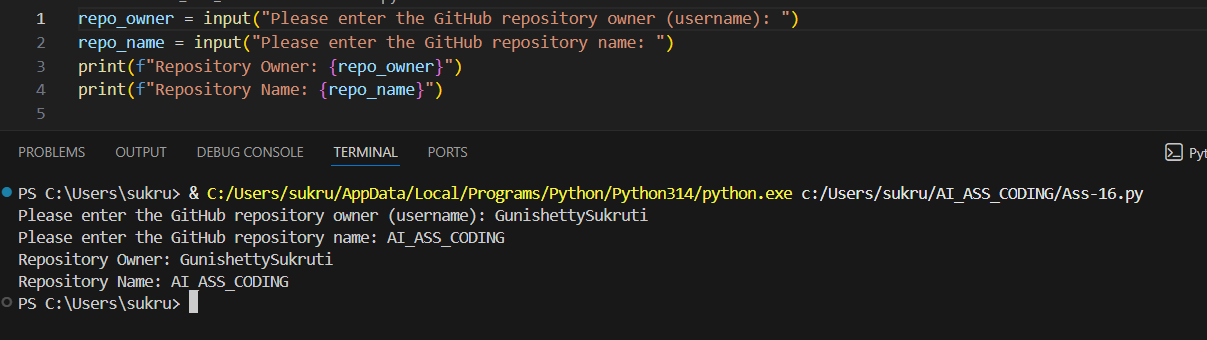 1 repo_owner = input("Please enter the GitHub repository owner (username): ")
2 repo_name = input("Please enter the GitHub repository name: ")
3 print(f"Repository Owner: {repo_owner}")
4 print(f"Repository Name: {repo_name}")
5
PROBLEMS OUTPUT DEBUG CONSOLE TERMINAL PORTS Pyt
PS C:\Users\sukru> & C:/Users/sukru/AppData/Local/Programs/Python/Python314/python.exe c:/Users/sukru/AI_ASS_CODING/Ass-16.py
Please enter the GitHub repository owner (username): GunishettySukruti
Please enter the GitHub repository name: AI_ASS_CODING
Repository Owner: GunishettySukruti
Repository Name: AI_ASS_CODING
PS C:\Users\sukru>